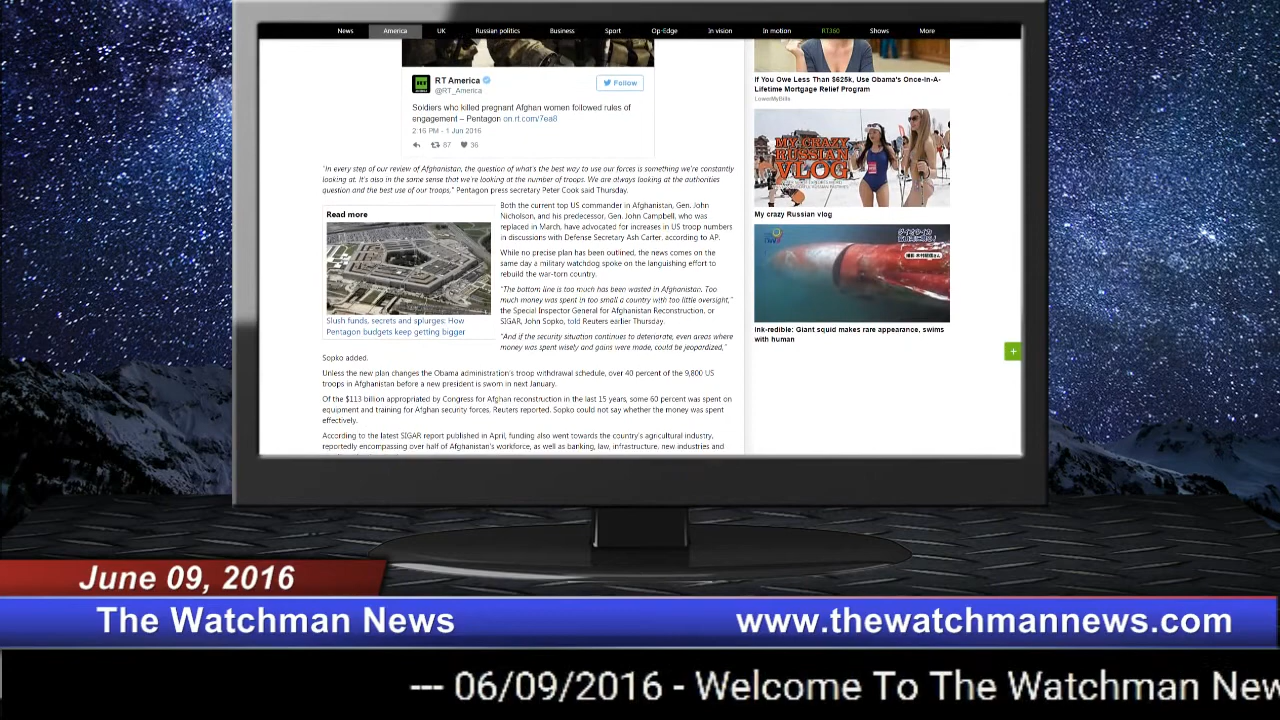 News America UK Russian politics Business Sport Op-Edge In vision In motion RT360 Shows More
RT America
@RT_America
Follow
Soldiers who killed pregnant Afghan women followed rules of
engagement – Pentagon on rt.com/7ea8
2:15 PM - 1 Jun 2016
87 36
"In every step of our review of Afghanistan, the question of what's the best way to use our forces is something we're constantly
looking at. It's also in the same sense that we're looking at the number of troops. We are always looking at the authorities
question and the best use of our troops," Pentagon press secretary Peter Cook said Thursday.
Read more
Slush funds, secrets and splurges: How
Pentagon budgets keep getting bigger
Both the current top US commander in Afghanistan, Gen. John
Nicholson, and his predecessor, Gen. John Campbell, who was
replaced in March, have advocated for increases in US troop numbers
in discussions with Defense Secretary Ash Carter, according to AP.
While no precise plan has been outlined, the news comes on the
same day a military watchdog spoke on the languishing effort to
rebuild the war-torn country.
"The bottom line is too much has been wasted in Afghanistan. Too
much money was spent in too small a country with too little oversight,"
the Special Inspector General for Afghanistan Reconstruction, or
SIGAR, John Sopko, told Reuters earlier Thursday.
"And if the security situation continues to deteriorate, even areas where
money was spent wisely and gains were made, could be jeopardized,"
Sopko added.
Unless the new plan changes the Obama administration's troop withdrawal schedule, over 40 percent of the 9,800 US
troops in Afghanistan before a new president is sworn in next January.
Of the $113 billion appropriated by Congress for Afghan reconstruction in the last 15 years, some 60 percent was spent on
equipment and training for Afghan security forces, Reuters reported. Sopko could not say whether the money was spent
effectively.
According to the latest SIGAR report published in April, funding also went towards the country's agricultural industry,
reportedly encompassing over half of Afghanistan's workforce, as well as banking, law, infrastructure, new industries and
If You Owe Less Than $625k, Use Obama's Once-In-A-
Lifetime Mortgage Relief Program
LowerMyBills
MY CRAZY
RUSSIAN
VLOG
My crazy Russian vlog
Ink-redible: Giant squid makes rare appearance, swims
with human
+
June 09, 2016
The Watchman News
www.thewatchmannews.com
--- 06/09/2016 - Welcome To The Watchman New